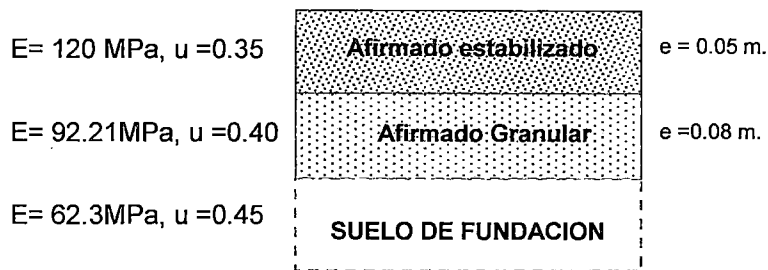 E= 120 MPa, u =0.35
Afirmado estabilizado
e = 0.05 m.
E= 92.21MPa, u =0.40
Afirmado Granular
e =0.08 m.
E= 62.3MPa, u =0.45
SUELO DE FUNDACION